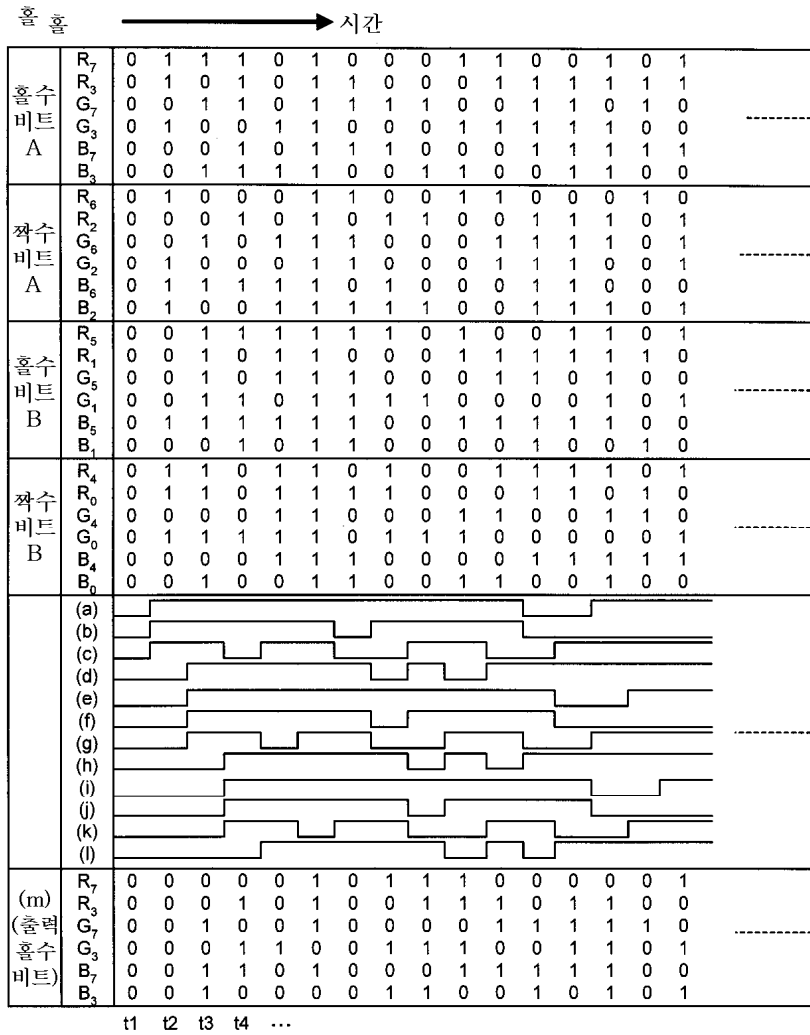 홀 홀 시간
홀수 비트 A
R7 0 1 1 1 0 1 0 0 0 1 1 0 0 1 0 1
R3 0 1 0 1 0 1 1 0 0 0 1 1 1 1 1 1
G7 0 0 1 1 0 1 1 1 1 0 0 1 1 0 1 0
G3 0 1 0 0 1 1 0 0 0 1 1 1 1 1 0 0
B7 0 0 0 1 0 1 1 1 0 0 0 1 1 1 1 1
B3 0 0 1 1 1 1 0 0 1 1 0 0 1 1 0 0
짝수 비트 A
R6 0 1 0 0 0 1 1 0 0 1 1 0 0 0 1 0
R2 0 0 0 1 0 1 0 1 1 0 0 1 1 1 0 1
G6 0 0 1 0 1 1 1 0 0 0 1 1 1 1 0 1
G2 0 1 0 0 0 1 1 0 0 0 1 1 1 0 0 1
B6 0 1 1 1 1 1 0 1 0 0 0 1 1 0 0 0
B2 0 1 0 0 1 1 1 1 1 0 0 1 1 1 0 1
홀수 비트 B
R5 0 0 1 1 1 1 1 1 0 1 0 0 1 1 0 1
R1 0 0 1 0 1 1 0 0 0 1 1 1 1 1 1 0
G5 0 0 1 0 1 1 1 0 0 0 1 1 0 1 0 0
G1 0 0 1 1 0 1 1 1 1 0 0 0 0 1 0 1
B5 0 1 1 1 1 1 1 0 0 1 1 1 1 1 0 0
B1 0 0 0 1 0 1 1 0 0 0 0 1 0 0 1 0
짝수 비트 B
R4 0 1 1 0 1 1 1 0 0 0 1 1 1 1 0 1
R0 0 1 1 0 1 1 1 1 0 0 0 1 1 0 1 0
G4 0 0 0 0 1 1 0 0 0 1 1 0 0 1 1 0
G0 0 1 1 1 1 1 0 1 1 1 0 0 0 0 0 1
B4 0 0 0 0 1 1 1 0 0 0 0 1 1 1 1 1
B0 0 0 1 0 0 1 1 0 0 1 1 0 0 1 0 0
(a)
(b)
(c)
(d)
(e)
(f)
(g)
(h)
(i)
(j)
(k)
(l)
(m) (출력 홀수 비트)
R7 0 0 0 0 0 1 0 1 1 1 0 0 0 0 0 1
R3 0 0 0 1 0 1 0 0 1 1 1 0 1 1 0 0
G7 0 0 1 0 0 1 0 0 0 0 1 1 1 1 1 0
G3 0 0 0 1 1 0 0 1 1 1 0 1 0 1 0 1
B7 0 0 1 1 0 1 0 0 0 1 1 1 1 1 0 0
B3 0 0 1 0 0 0 0 1 1 0 0 1 0 1 0 1
t1 t2 t3 t4 ⋯